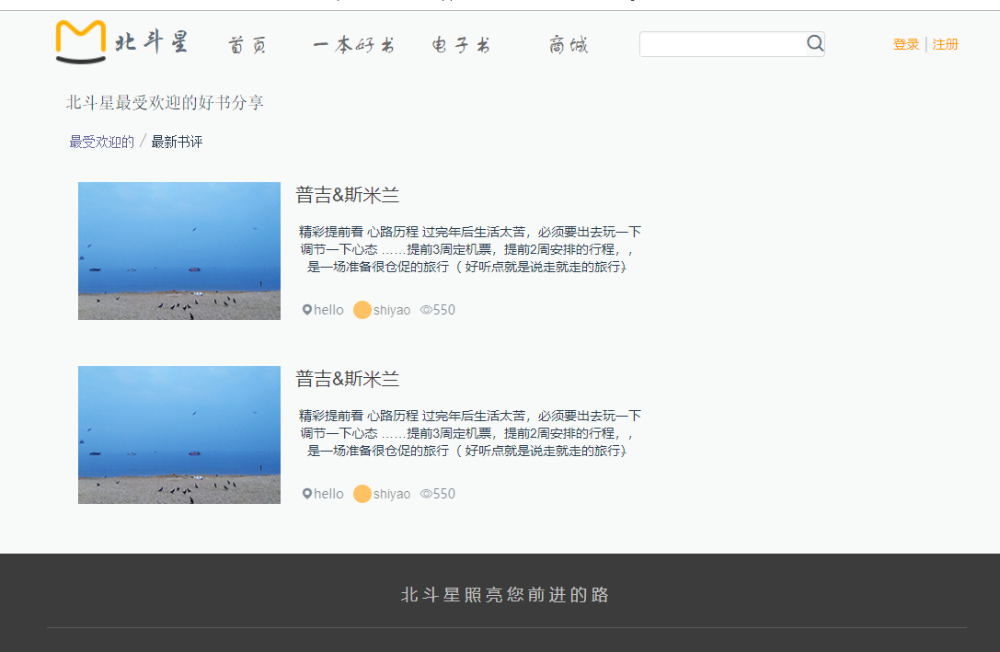 北斗星 首页 一本好书 电子书 商城 登录 | 注册
北斗星最受欢迎的好书分享
最受欢迎的 / 最新书评
普吉&斯米兰
精彩提前看 心路历程 过完年后生活太苦，必须要出去玩一下
调节一下心态 ……提前3周定机票，提前2周安排的行程，，
是一场准备很仓促的旅行（ 好听点就是说走就走的旅行）
hello shiyao 550
普吉&斯米兰
精彩提前看 心路历程 过完年后生活太苦，必须要出去玩一下
调节一下心态 ……提前3周定机票，提前2周安排的行程，，
是一场准备很仓促的旅行（ 好听点就是说走就走的旅行）
hello shiyao 550
北斗星照亮您前进的路